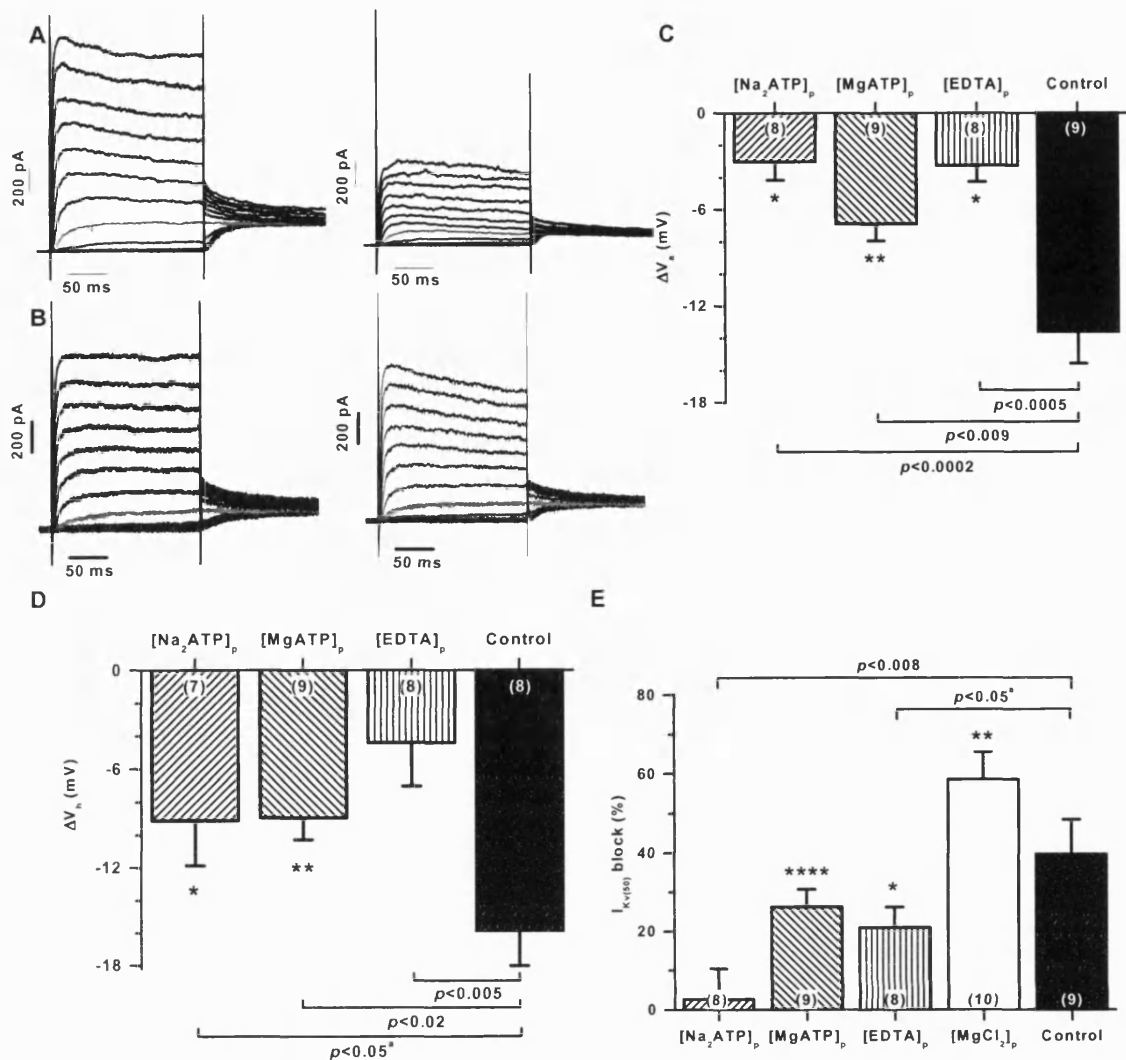 A
200 pA
50 ms
200 pA
50 ms
B
200 pA
50 ms
200 pA
50 ms
C
[Na₂ATP]ₚ [MgATP]ₚ [EDTA]ₚ Control
0
-6
-12
-18
ΔVₐ (mV)
(8) (9) (8) (9)
* ** *
p<0.0005
p<0.009
p<0.0002
D
[Na₂ATP]ₚ [MgATP]ₚ [EDTA]ₚ Control
0
-6
-12
-18
ΔVₕ (mV)
(7) (9) (8) (8)
* **
p<0.005
p<0.02
p<0.05ᵃ
E
p<0.008
p<0.05ᵃ
80
60
40
20
0
I Kv(50) block (%)
**** * **
(8) (9) (8) (10) (9)
[Na₂ATP]ₚ [MgATP]ₚ [EDTA]ₚ [MgCl₂]ₚ Control